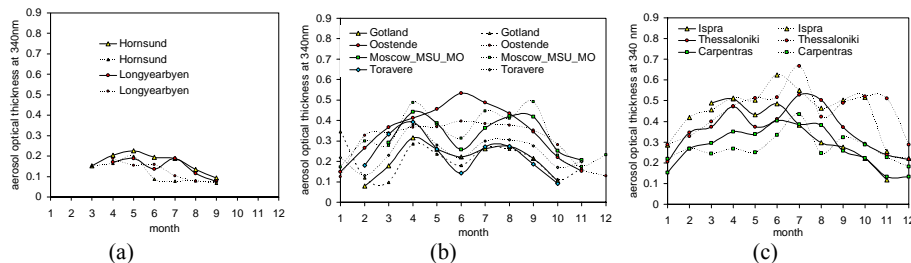 aerosol optical thickness at 340nm
0.9
0.8
0.7
0.6
0.5
0.4
0.3
0.2
0.1
0
Hornsund
Hornsund
Longyearbyen
Longyearbyen
1 2 3 4 5 6 7 8 9 10 11 12
month
(a)
aerosol optical thickness at 340nm
0.9
0.8
0.7
0.6
0.5
0.4
0.3
0.2
0.1
0
Gotland Gotland
Oostende Oostende
Moscow_MSU_MO Moscow_MSU_MO
Toravere Toravere
1 2 3 4 5 6 7 8 9 10 11 12
month
(b)
aerosol optical thickness at 340 nm
0.9
0.8
0.7
0.6
0.5
0.4
0.3
0.2
0.1
0
Ispra Ispra
Thessaloniki Thessaloniki
Carpentras Carpentras
1 2 3 4 5 6 7 8 9 10 11 12
month
(c)